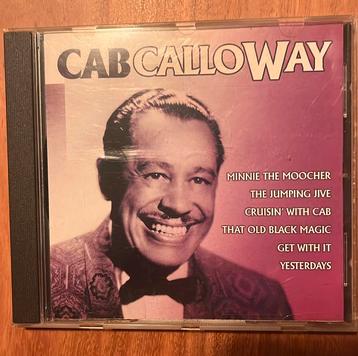 CAB CALLOWAY
MINNIE THE MOOCHER
THE JUMPING JIVE
CRUISIN' WITH CAB
THAT OLD BLACK MAGIC
GET WITH IT
YESTERDAYS